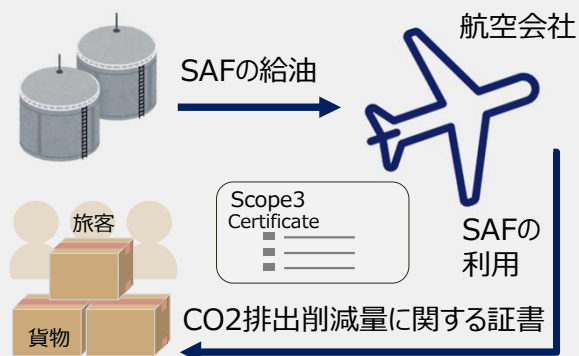 航空会社
SAFの給油
Scope3
Certificate
旅客
SAFの
利用
CO2排出削減量に関する証書
貨物